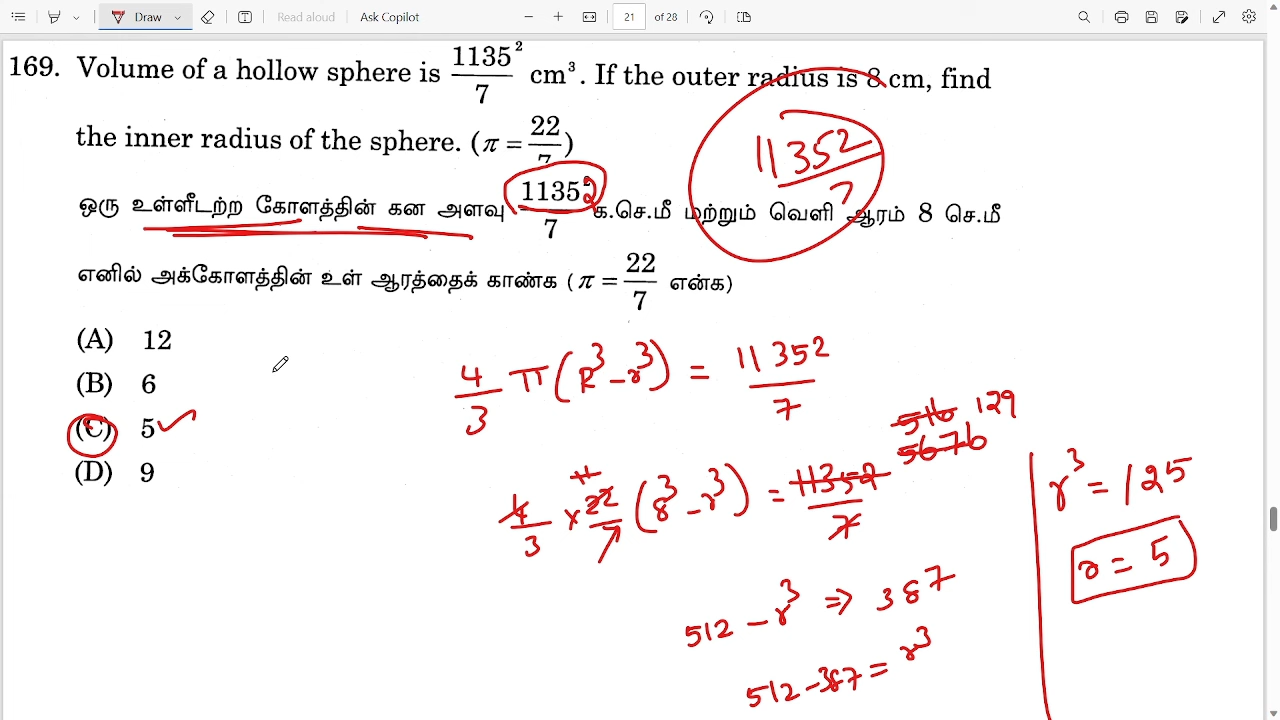 Draw Read aloud Ask Copilot 21 of 28
169. Volume of a hollow sphere is 1135²/7 cm³. If the outer radius is 8 cm, find
the inner radius of the sphere. (π = 22/7)
11352/7
ஒரு உள்ளீடற்ற கோளத்தின் கன அளவு 11352/7 க.செ.மீ மற்றும் வெளி ஆரம் 8 செ.மீ
எனில் அக்கோளத்தின் உள் ஆரத்தைக் காண்க (π = 22/7 என்க)
(A) 12
(B) 6
(C) 5 ✓
(D) 9
4/3 π (R³ – r³) = 11352/7
516 129
5676
4/3 × 22/7 (8³ – r³) = 11352/7
11
512 – r³ ⇒ 387
512 – 387 = r³
r³ = 125
r = 5